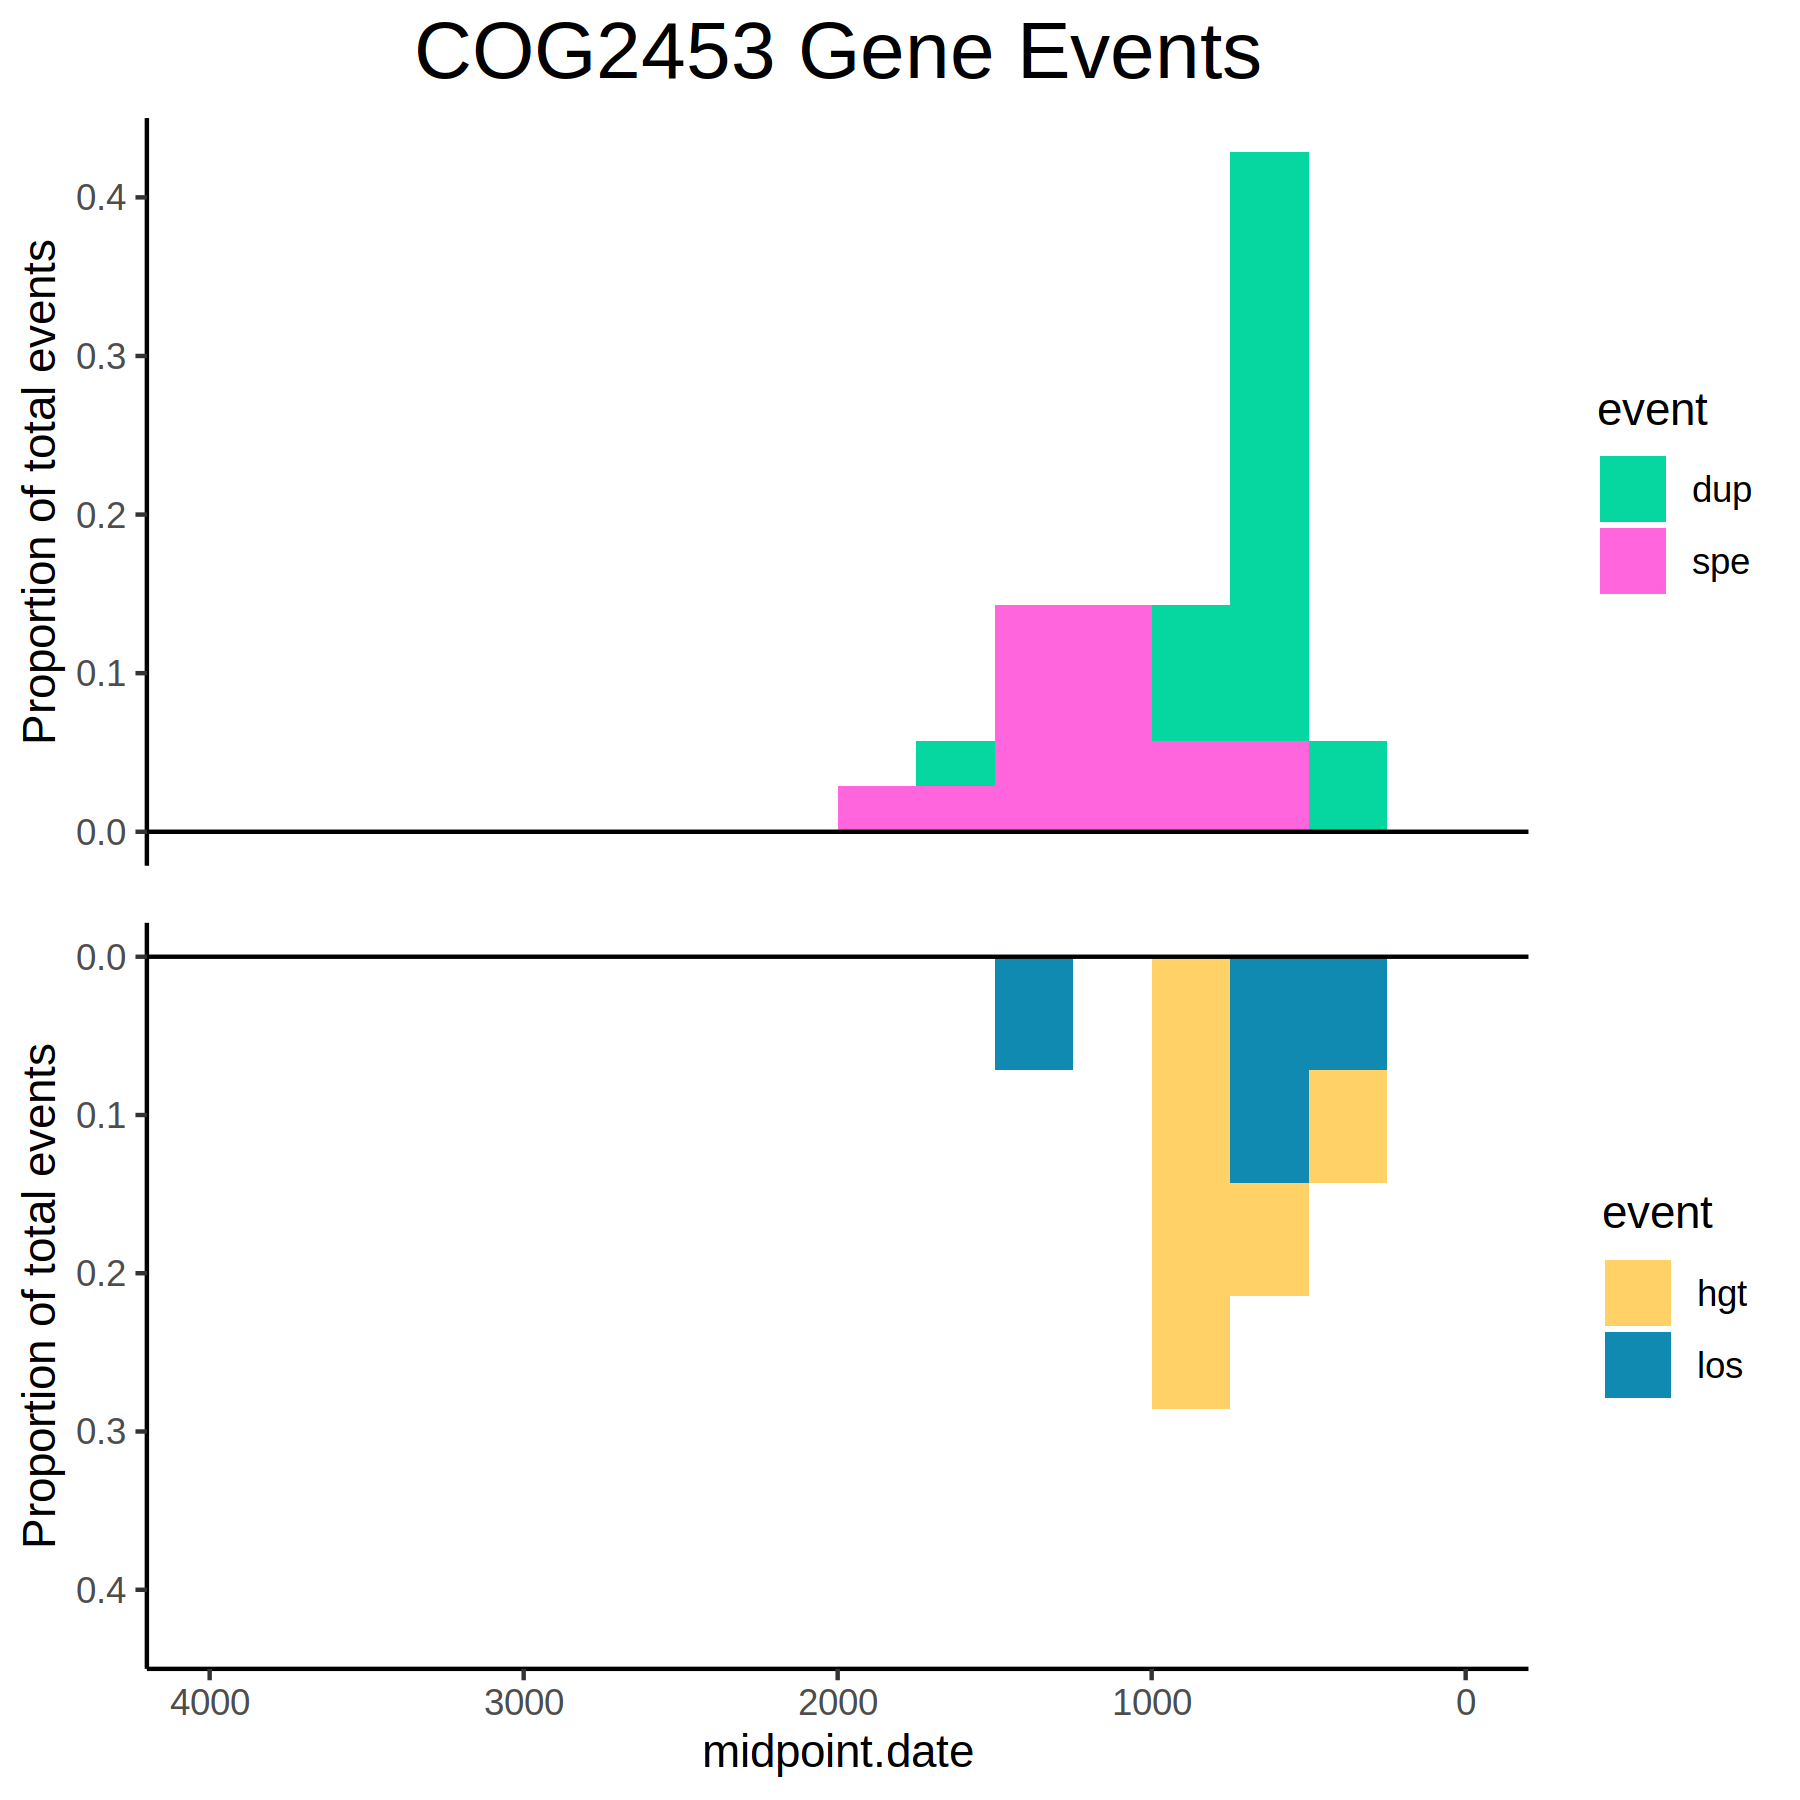 COG2453 Gene Events
Proportion of total events
0.4
0.3
0.2
0.1
0.0
event
dup
spe
Proportion of total events
0.0
0.1
0.2
0.3
0.4
event
hgt
los
4000 3000 2000 1000 0
midpoint.date